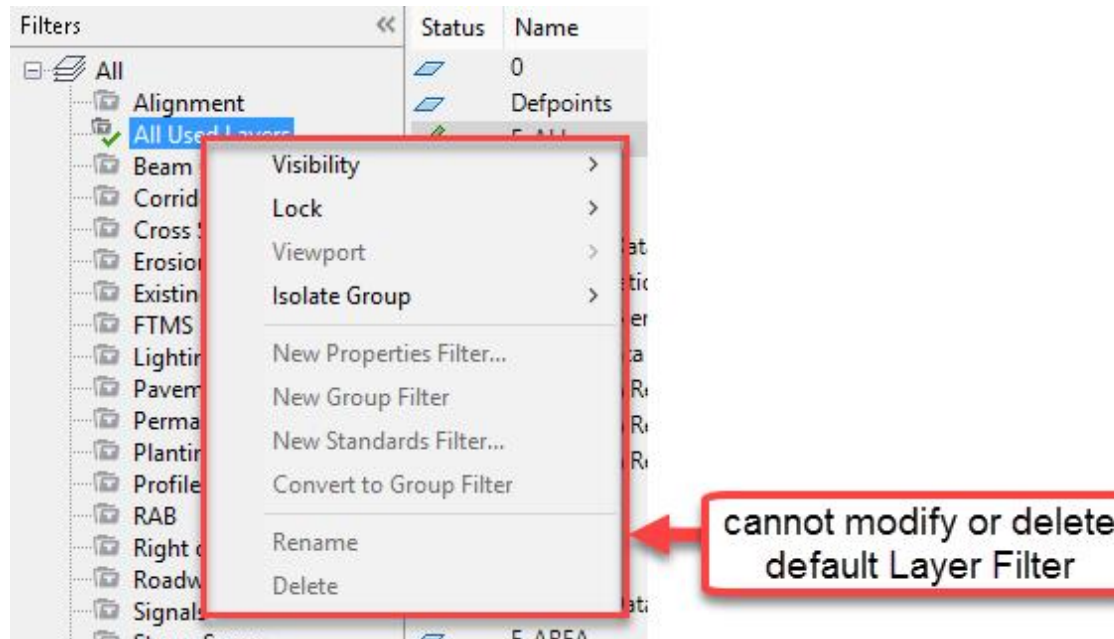 Filters
Status Name
All
0
Alignment
Defpoints
All Used Layers
Beam
Visibility
Corrid
Lock
Cross
Erosion
Viewport
Existin
Isolate Group
FTMS
Lightin
New Properties Filter...
Pavem
New Group Filter
Perma
Plantin
New Standards Filter...
Profile
Convert to Group Filter
RAB
Right
Rename
Roadw
Delete
Signals
cannot modify or delete
default Layer Filter